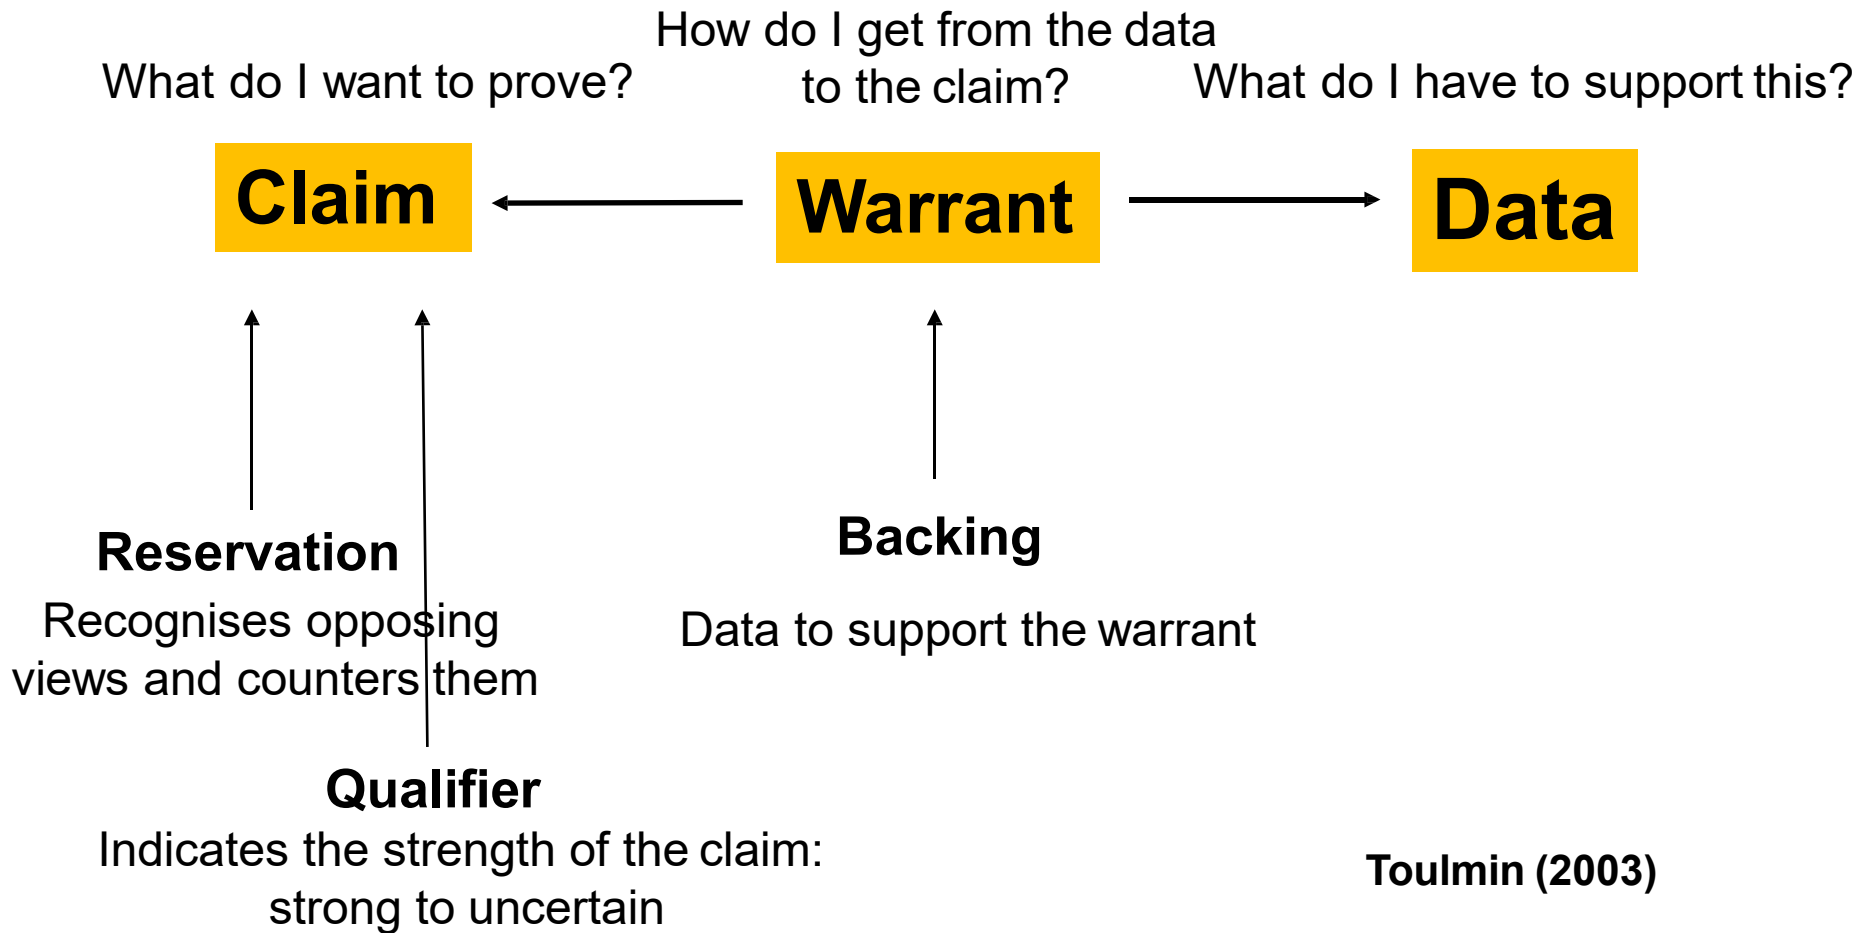 How do I get from the data
to the claim?
What do I want to prove?
What do I have to support this?
Claim
Warrant
Data
Reservation
Recognises opposing
views and counters them
Backing
Data to support the warrant
Qualifier
Indicates the strength of the claim:
strong to uncertain
Toulmin (2003)